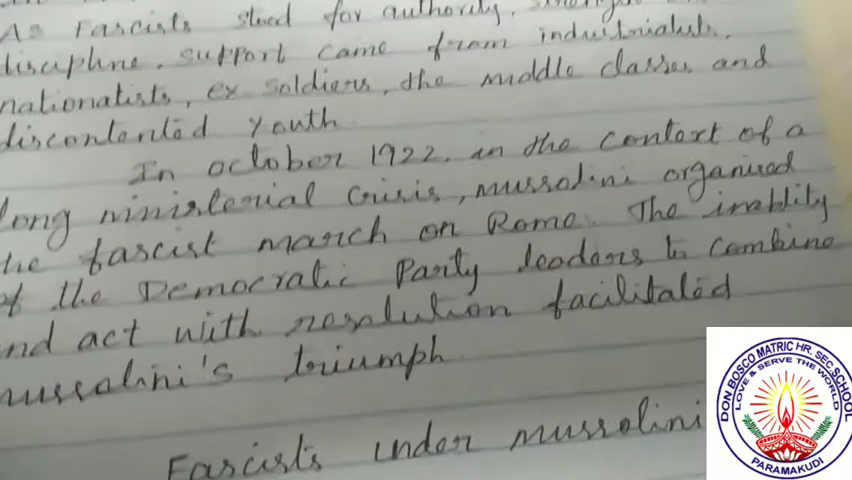 As Fascists stood for authority,
discipline, support came from industrialists,
nationatists, ex soldiers, the middle classes and
discontented youth
In october 1922, in the context of a
long ministerial crisis, mussolini organised
the fascist march on Rome. The inability
of the Democratic Party leaders to combine
and act with resolution facilitated
mussolini's triumph.
Fascists under mussolini
DON BOSCO MATRIC HR. SEC SCHOOL
LOVE & SERVE THE WORLD
PARAMAKUDI